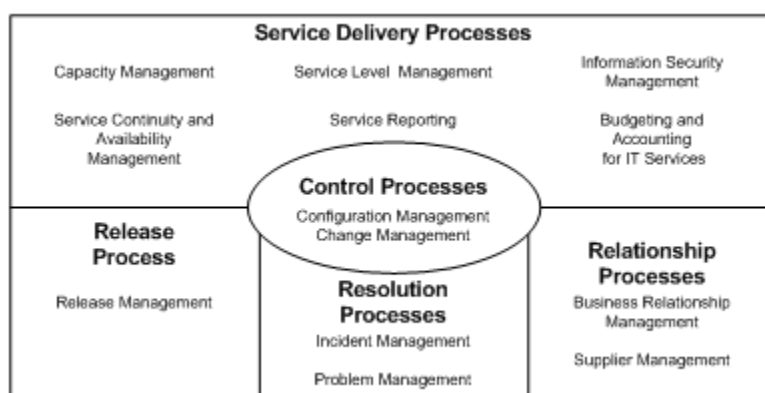 Service Delivery Processes
Capacity Management
Service Level Management
Information Security
Management
Service Continuity and
Availability
Management
Service Reporting
Budgeting and
Accounting
for IT Services
Control Processes
Configuration Management
Change Management
Release
Process
Release Management
Resolution
Processes
Incident Management
Problem Management
Relationship
Processes
Business Relationship
Management
Supplier Management